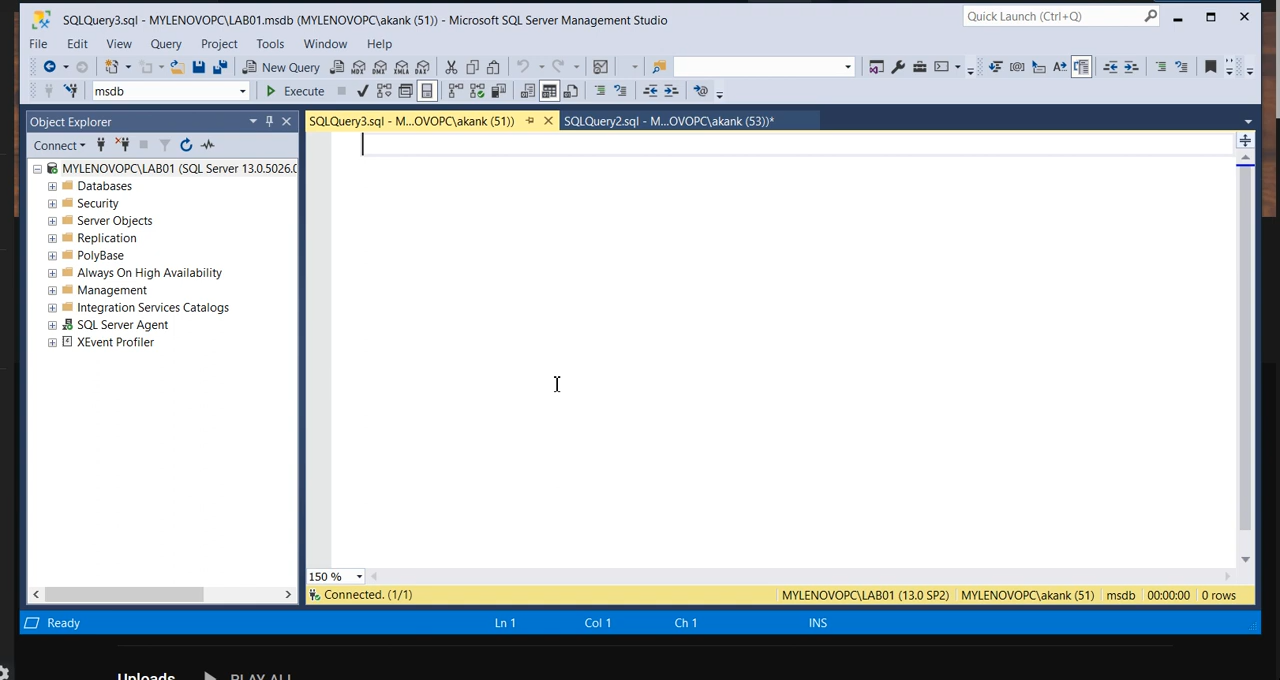 SQLQuery3.sql - MYLENOVOPC\LAB01.msdb (MYLENOVOPC\akank (51)) - Microsoft SQL Server Management Studio
Quick Launch (Ctrl+Q)
File Edit View Query Project Tools Window Help
New Query MDX DMX XMLA DAX
msdb Execute
Object Explorer
SQLQuery3.sql - M...OVOPC\akank (51))
SQLQuery2.sql - M...OVOPC\akank (53))*
Connect
MYLENOVOPC\LAB01 (SQL Server 13.0.5026.0
Databases
Security
Server Objects
Replication
PolyBase
Always On High Availability
Management
Integration Services Catalogs
SQL Server Agent
XEvent Profiler
150 %
Connected. (1/1) MYLENOVOPC\LAB01 (13.0 SP2) MYLENOVOPC\akank (51) msdb 00:00:00 0 rows
Ready Ln 1 Col 1 Ch 1 INS
Uploads PLAY ALL